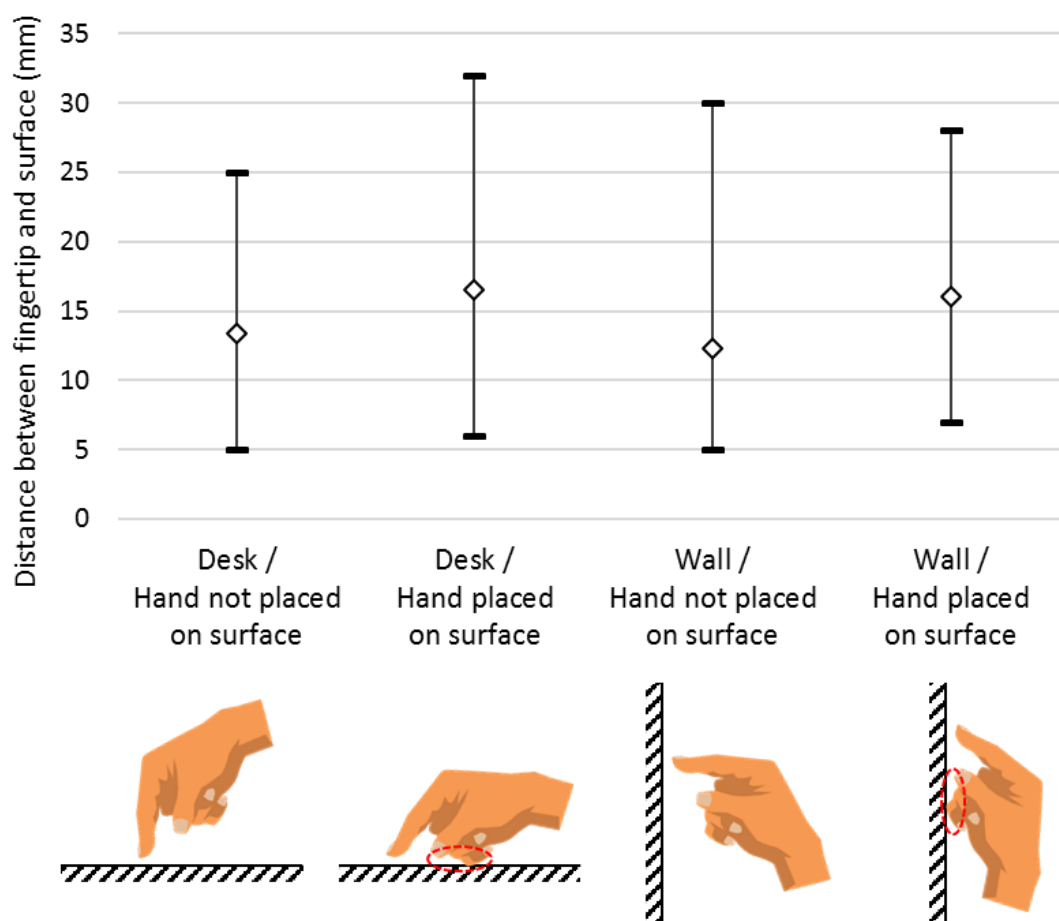 Distance between fingertip and surface (mm)
35
30
25
20
15
10
5
0
Desk /
Hand not placed
on surface
Desk /
Hand placed
on surface
Wall /
Hand not placed
on surface
Wall /
Hand placed
on surface